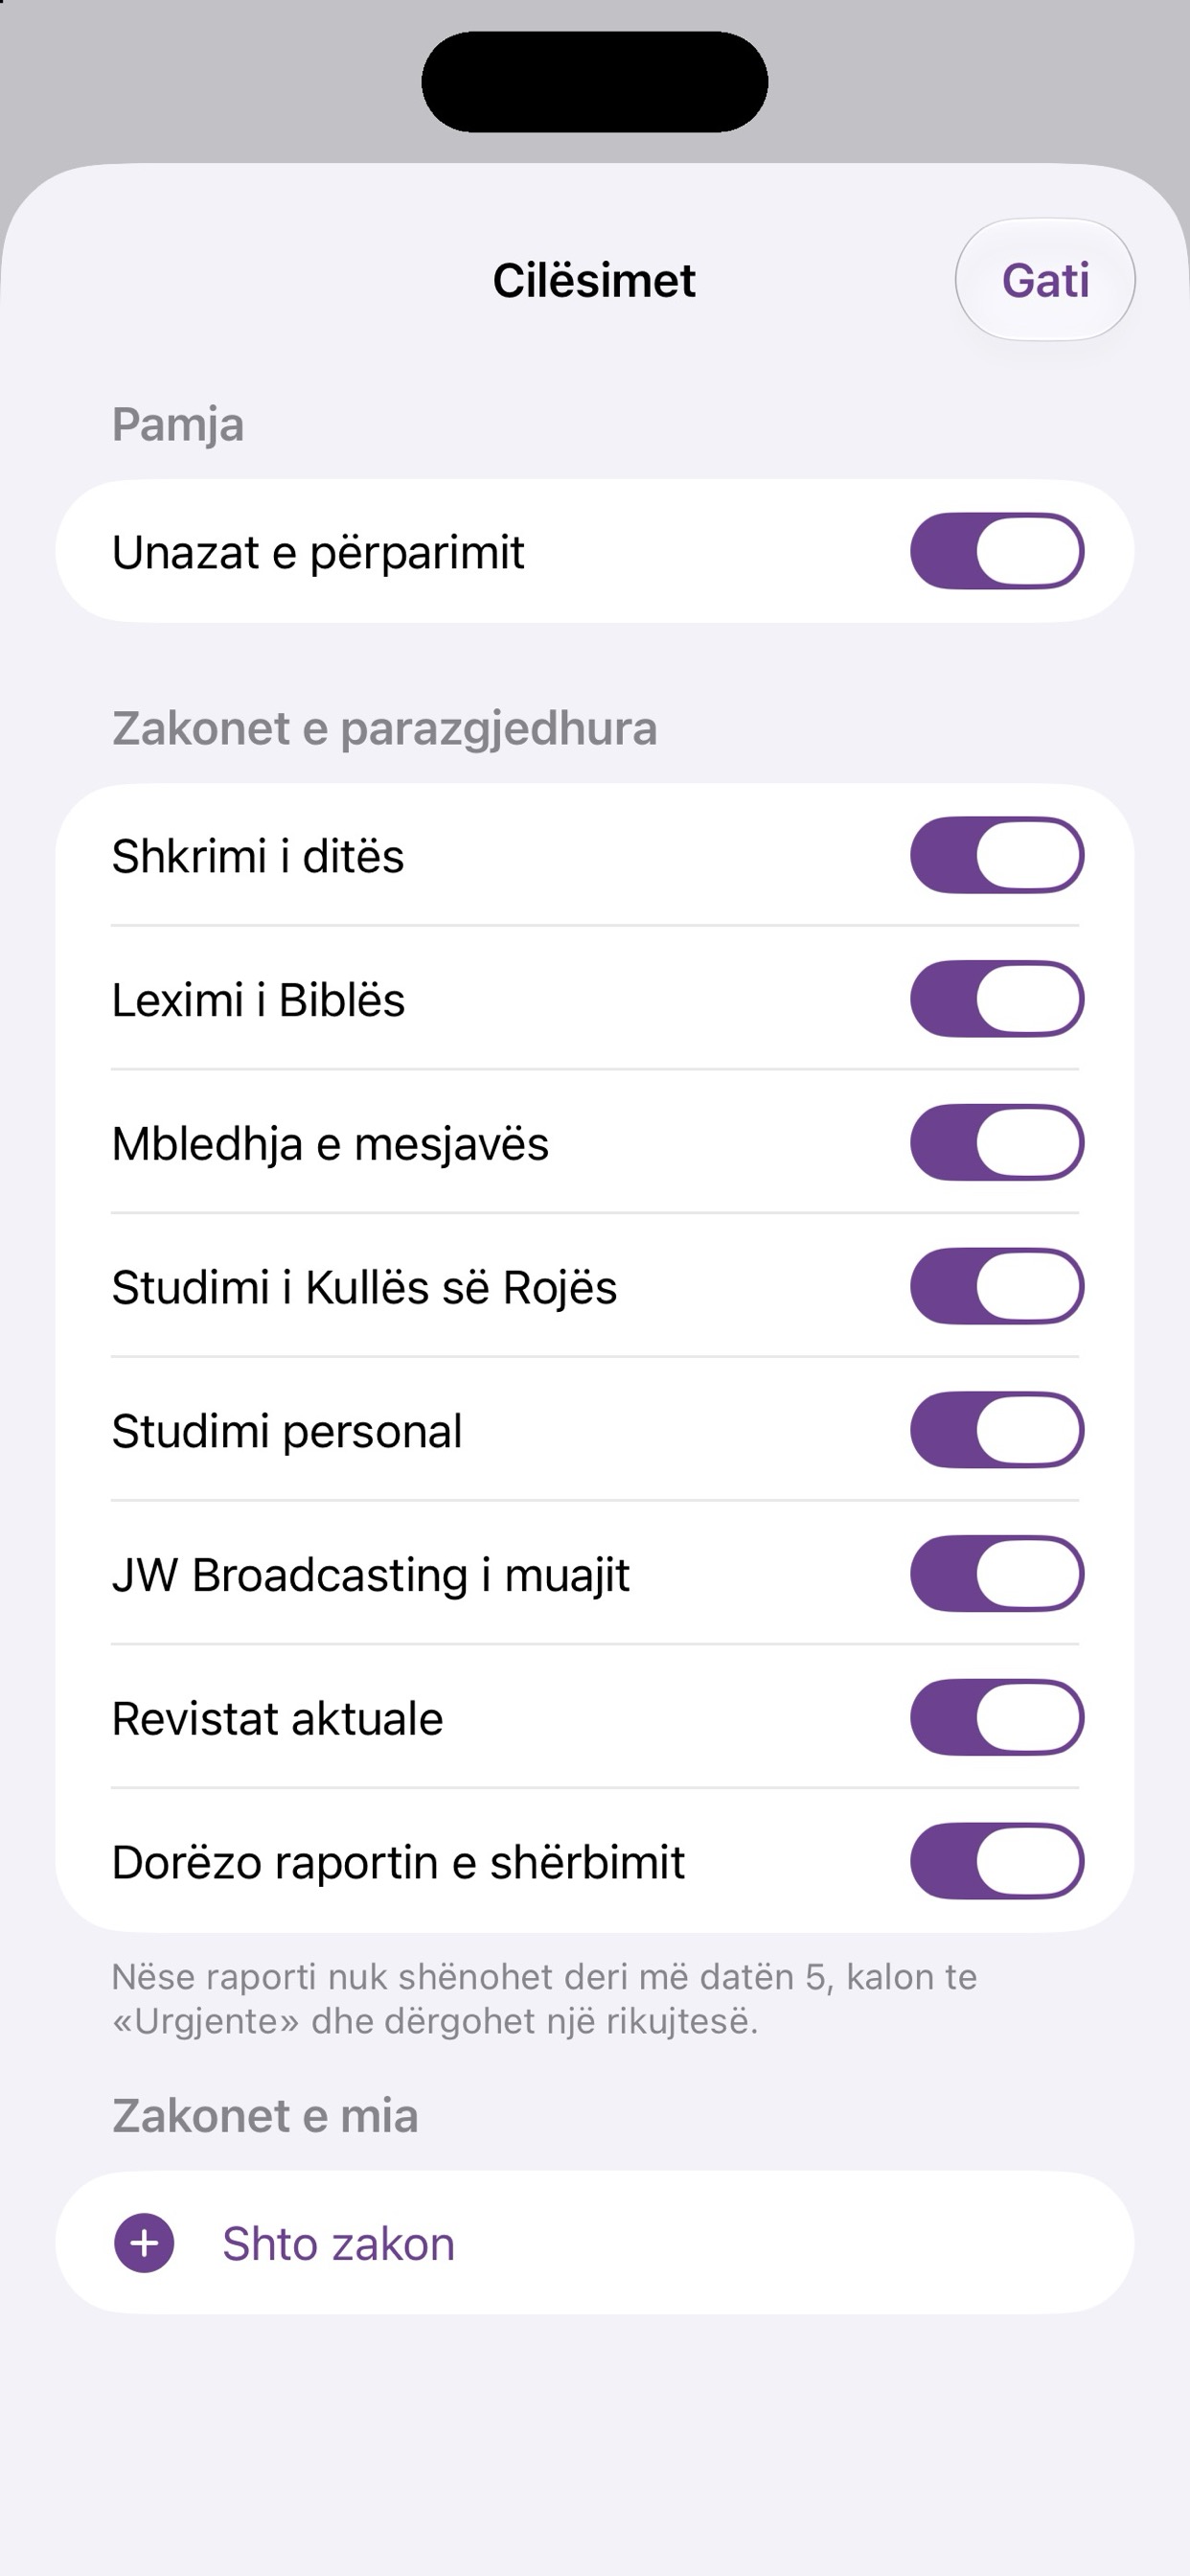 Cilësimet
Gati
Pamja
Unazat e përparimit
Zakonet e parazgjedhura
Shkrimi i ditës
Leximi i Biblës
Mbledhja e mesjavës
Studimi i Kullës së Rojës
Studimi personal
JW Broadcasting i muajit
Revistat aktuale
Dorëzo raportin e shërbimit
Nëse raporti nuk shënohet deri më datën 5, kalon te
«Urgjente» dhe dërgohet një rikujtesë.
Zakonet e mia
Shto zakon